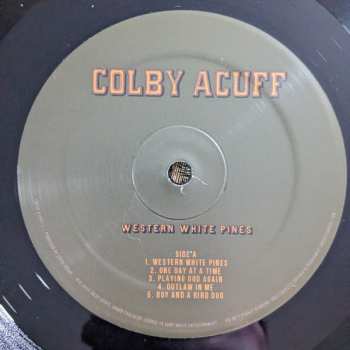 COLBY ACUFF
WESTERN WHITE PINES
SIDE A
1. WESTERN WHITE PINES
2. ONE DAY AT A TIME
3. PLAYING GOD AGAIN
4. OUTLAW IN ME
5. BOY AND A BIRD DOG